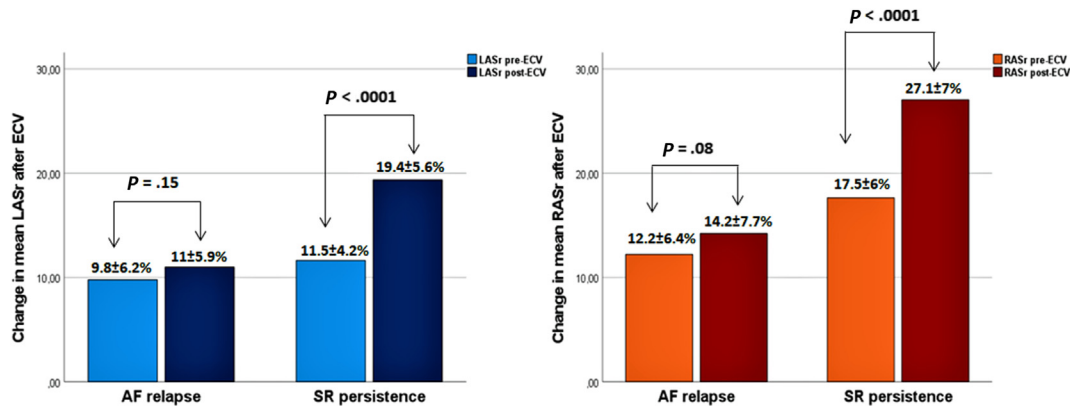 P < .0001
LASr pre-ECV
LASr post-ECV
30,00
P < .0001
19.4±5.6%
20,00
P = .15
11.5±4.2%
9.8±6.2%
11±5.9%
10,00
,00
Change in mean LASr after ECV
AF relapse
SR persistence
RASr pre-ECV
RASr post-ECV
30,00
27.1±7%
20,00
P = .08
17.5±6%
14.2±7.7%
12.2±6.4%
10,00
,00
Change in mean RASr after ECV
AF relapse
SR persistence